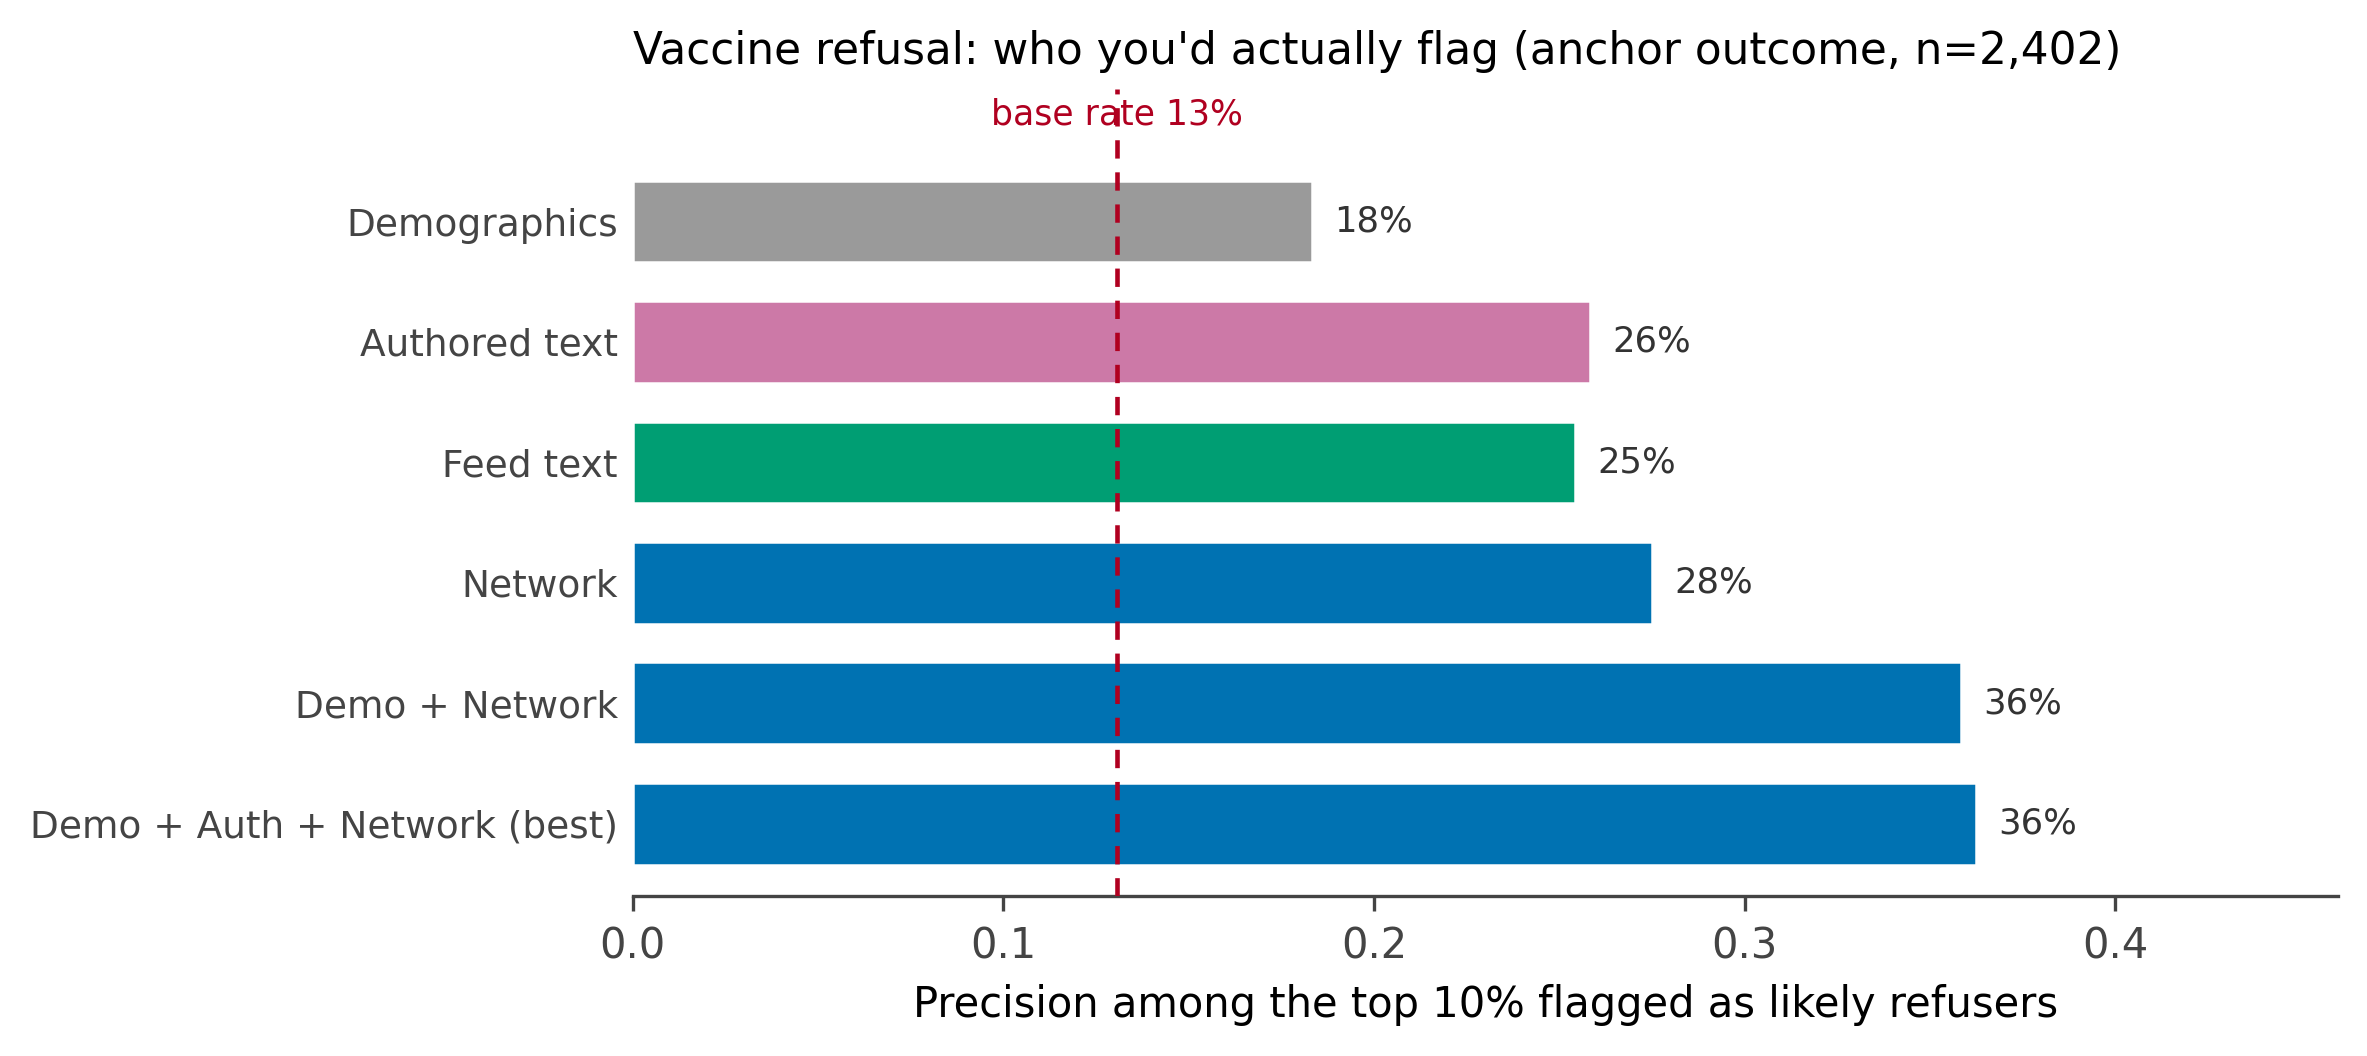 Vaccine refusal: who you'd actually flag (anchor outcome, n=2,402)
base rate 13%
Demographics 18%
Authored text 26%
Feed text 25%
Network 28%
Demo + Network 36%
Demo + Auth + Network (best) 36%
0.0 0.1 0.2 0.3 0.4
Precision among the top 10% flagged as likely refusers